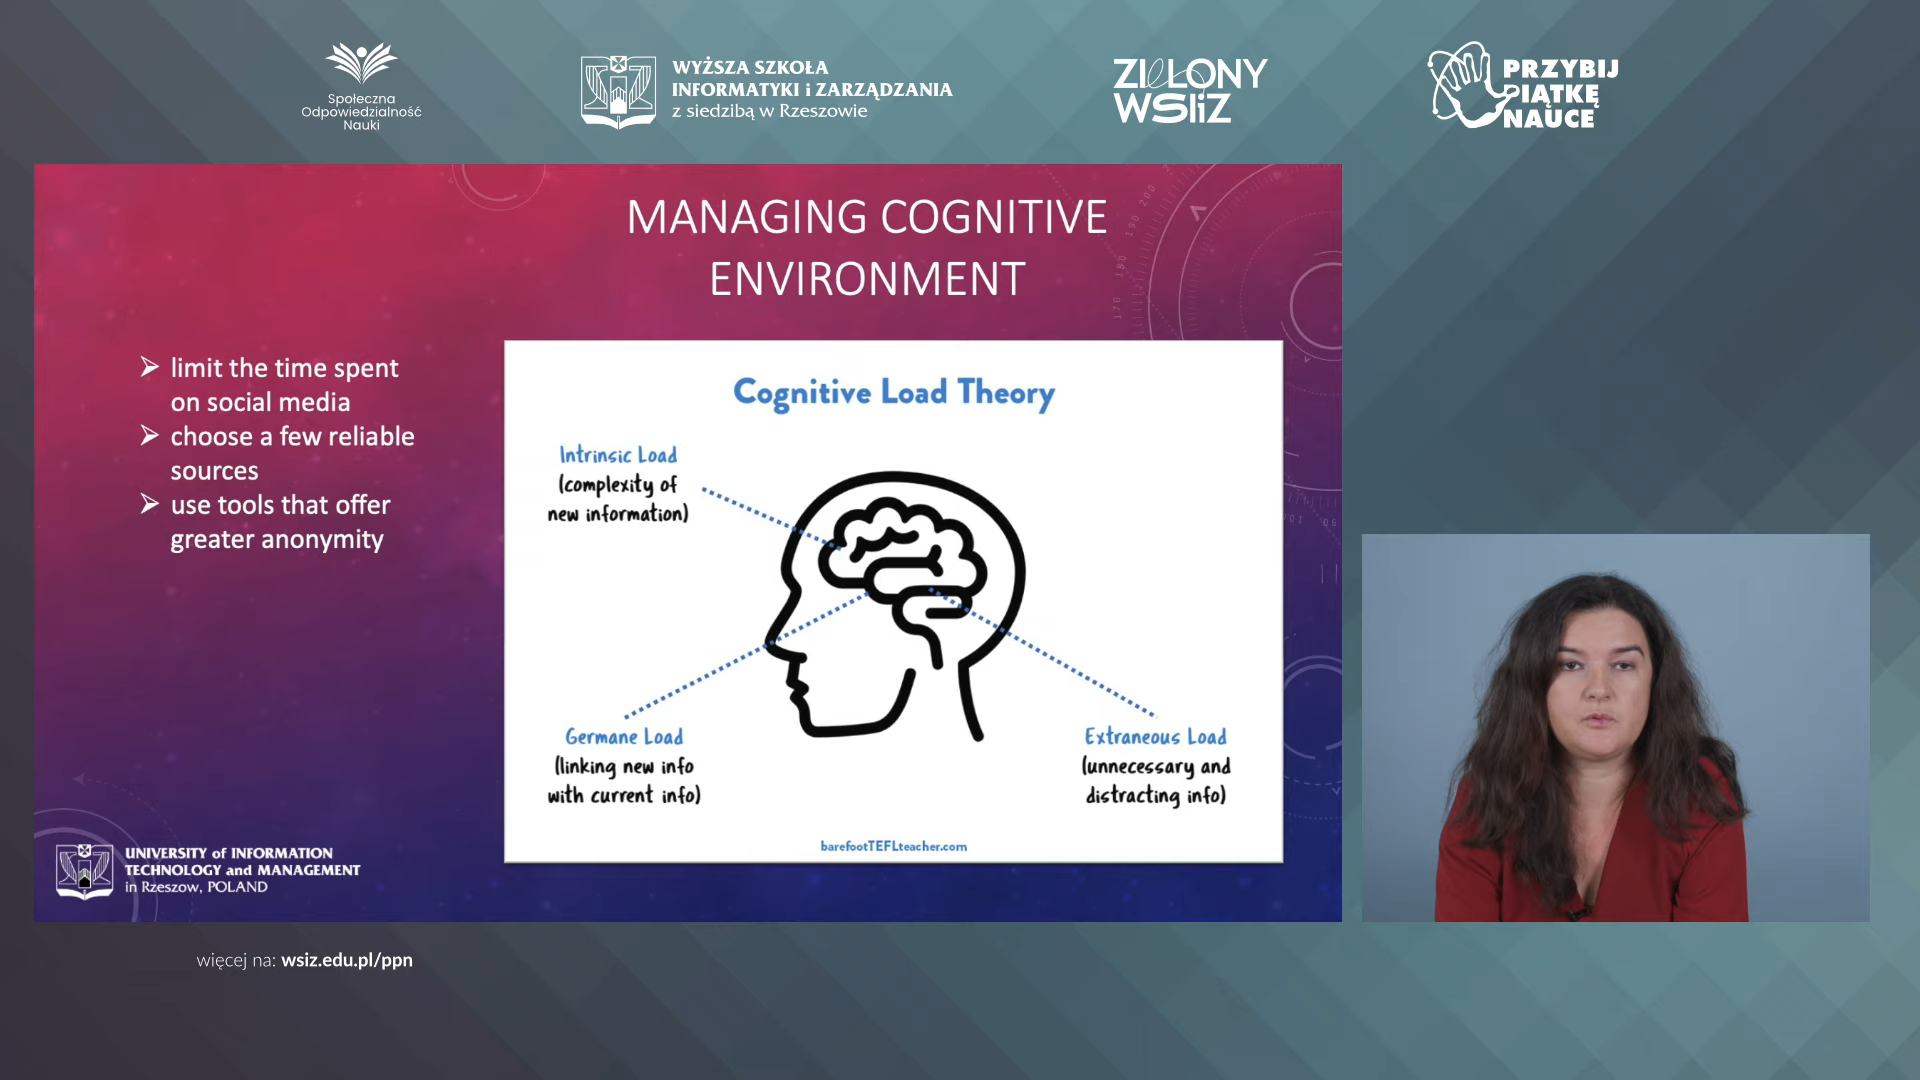 Społeczna
Odpowiedzialność
Nauki
WYŻSZA SZKOŁA
INFORMATYKI i ZARZĄDZANIA
z siedzibą w Rzeszowie
ZIELONY
WSIiZ
PRZYBIJ
PIĄTKĘ
NAUCE
MANAGING COGNITIVE
ENVIRONMENT
limit the time spent
on social media
choose a few reliable
sources
use tools that offer
greater anonymity
Cognitive Load Theory
Intrinsic Load
(complexity of
new information)
Germane Load
(linking new info
with current info)
Extraneous Load
(unnecessary and
distracting info)
barefootTEFLteacher.com
UNIVERSITY of INFORMATION
TECHNOLOGY and MANAGEMENT
in Rzeszow, POLAND
więcej na: wsiz.edu.pl/ppn